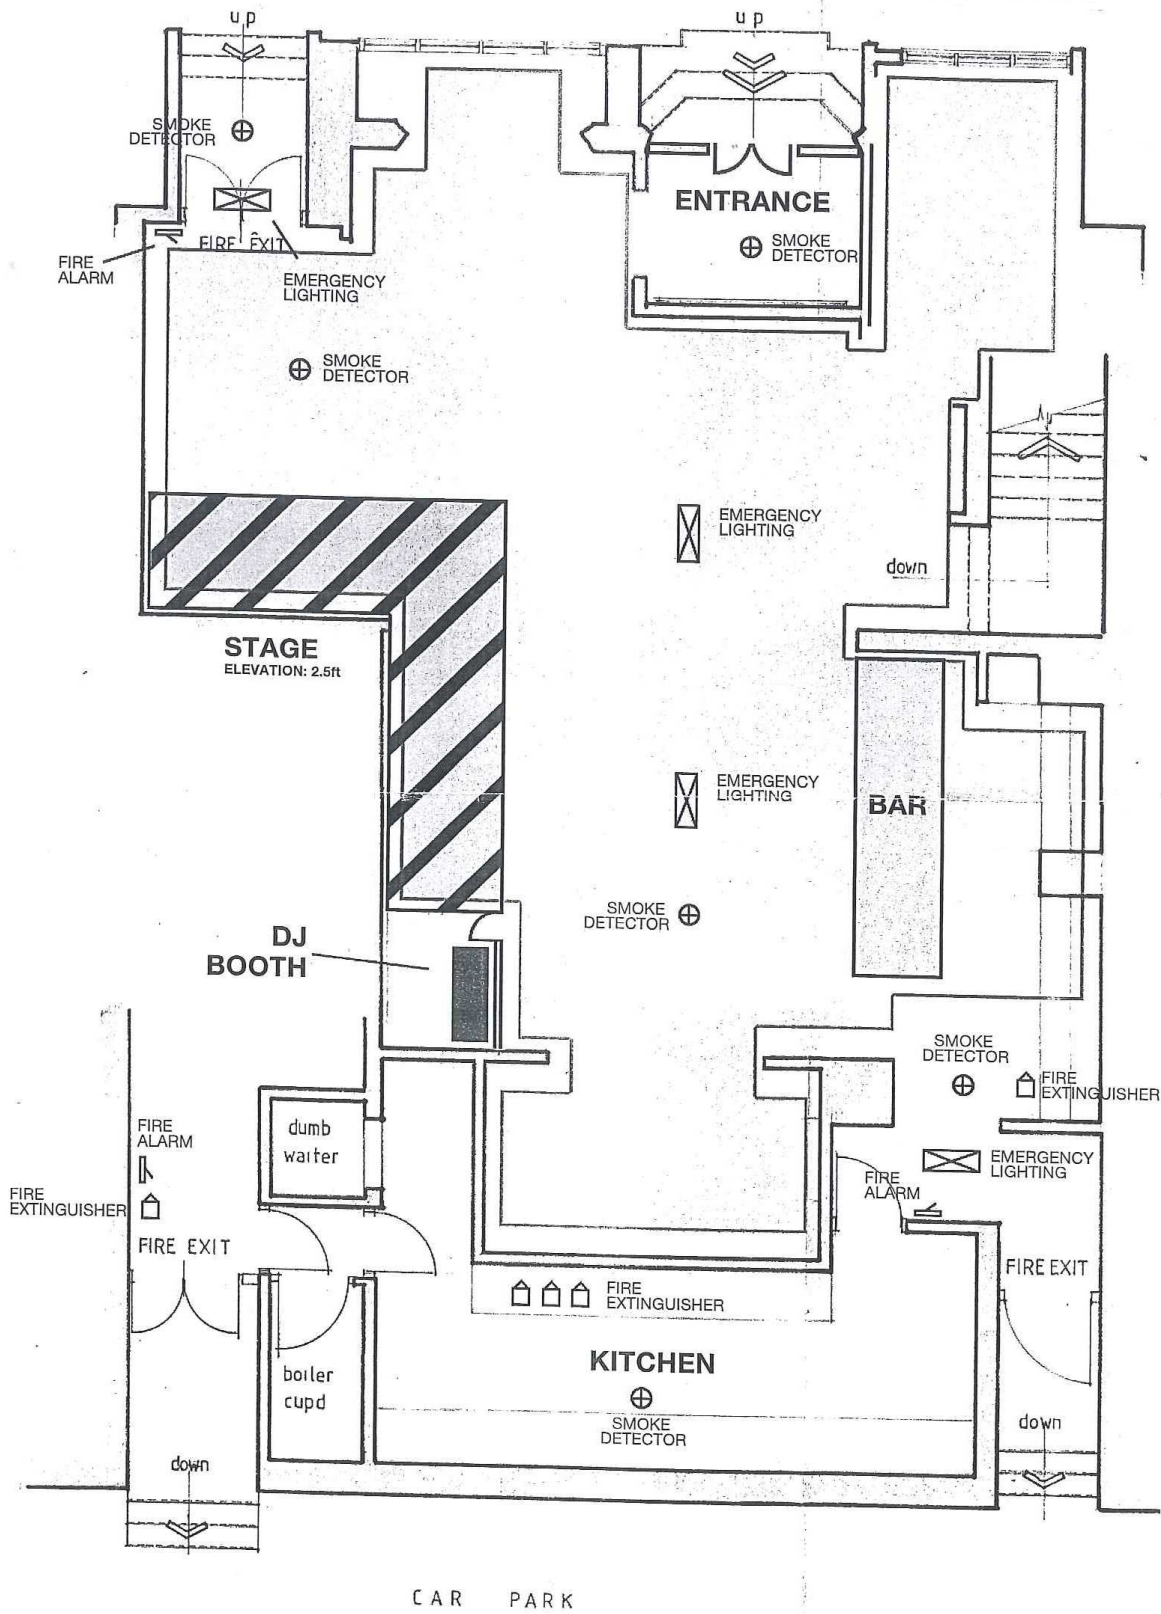 up
up
SMOKE
DETECTOR
ENTRANCE
SMOKE
DETECTOR
FIRE EXIT
FIRE
ALARM
EMERGENCY
LIGHTING
SMOKE
DETECTOR
EMERGENCY
LIGHTING
down
STAGE
ELEVATION: 2.5ft
EMERGENCY
LIGHTING
BAR
SMOKE
DETECTOR
DJ
BOOTH
SMOKE
DETECTOR
FIRE
EXTINGUISHER
FIRE
ALARM
dumb
waiter
EMERGENCY
LIGHTING
FIRE
ALARM
FIRE
EXTINGUISHER
FIRE EXIT
FIRE EXIT
FIRE
EXTINGUISHER
KITCHEN
boiler
cupd
SMOKE
DETECTOR
down
down
CAR PARK